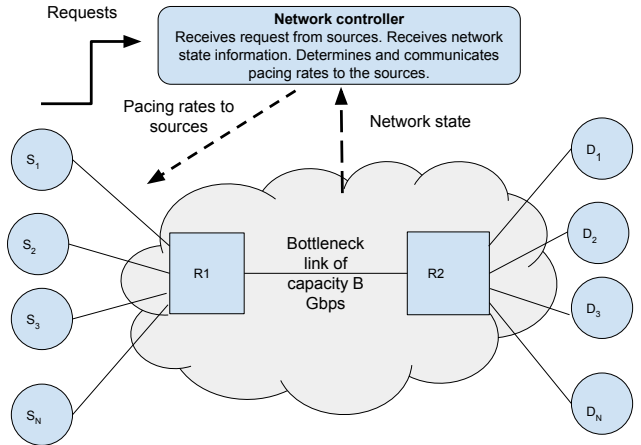 Network controller
Receives request from sources. Receives network
state information. Determines and communicates
pacing rates to the sources.
Requests
Pacing rates to
sources
Network state
S1
S2
S3
SN
R1
Bottleneck
link of
capacity B
Gbps
R2
D1
D2
D3
DN